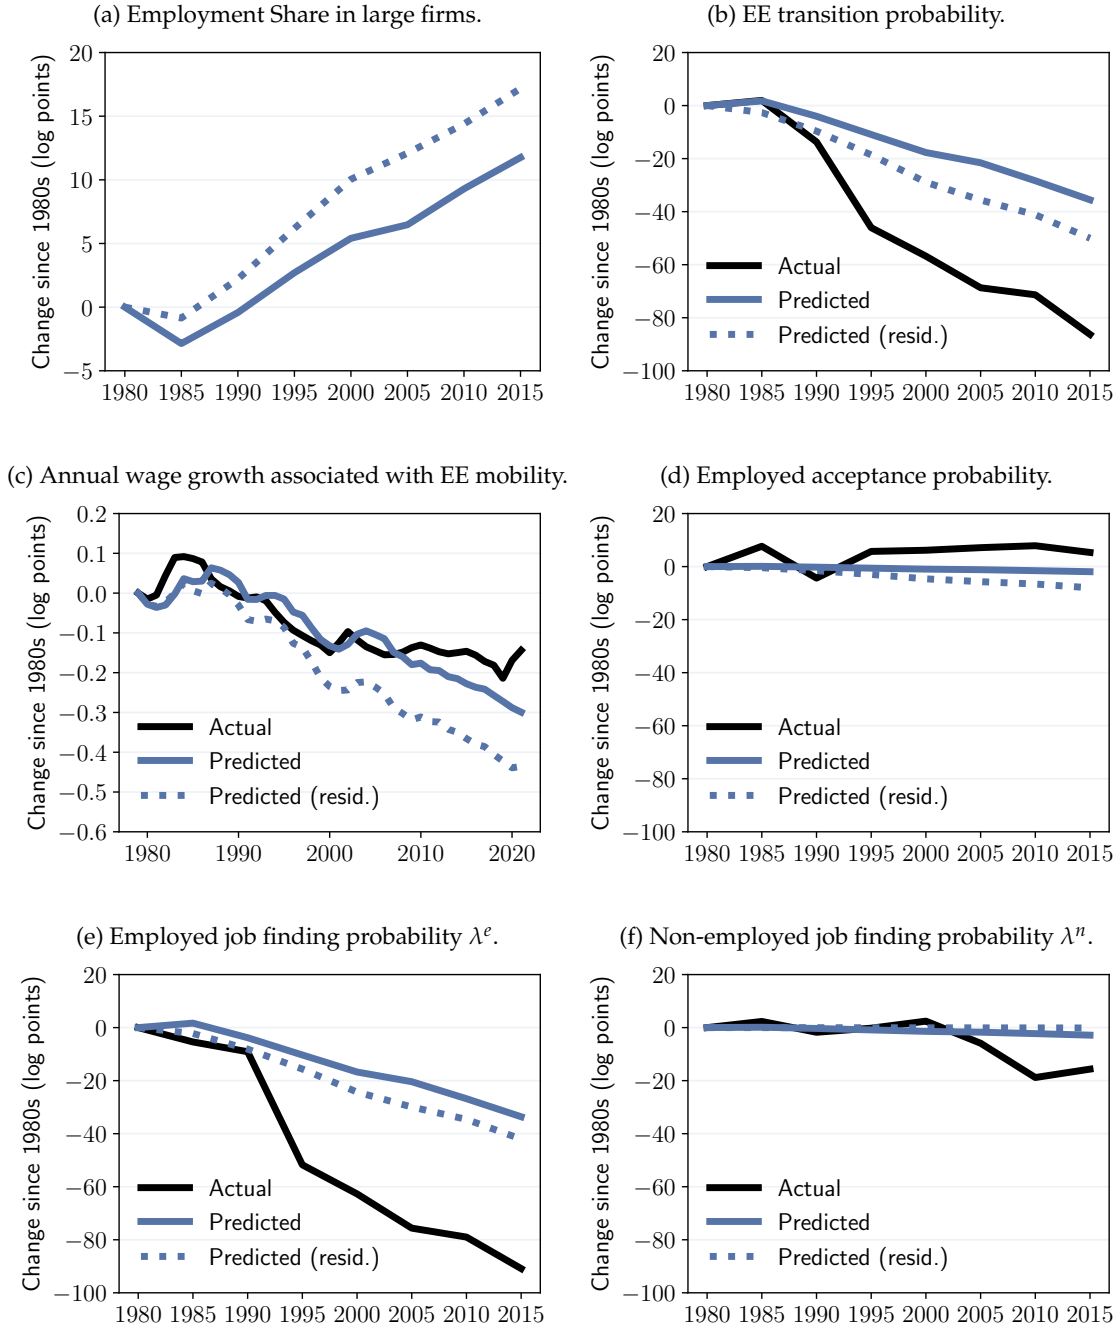 (a) Employment Share in large firms.
Change since 1980s (log points)
20
15
10
5
0
−5
1980 1985 1990 1995 2000 2005 2010 2015
(b) EE transition probability.
Change since 1980s (log points)
20
0
−20
−40
−60
−80
−100
Actual
Predicted
Predicted (resid.)
1980 1985 1990 1995 2000 2005 2010 2015
(c) Annual wage growth associated with EE mobility.
Change since 1980s (log points)
0.2
0.1
0.0
−0.1
−0.2
−0.3
−0.4
−0.5
−0.6
Actual
Predicted
Predicted (resid.)
1980 1990 2000 2010 2020
(d) Employed acceptance probability.
Change since 1980s (log points)
20
0
−20
−40
−60
−80
−100
Actual
Predicted
Predicted (resid.)
1980 1985 1990 1995 2000 2005 2010 2015
(e) Employed job finding probability λᵉ.
Change since 1980s (log points)
20
0
−20
−40
−60
−80
−100
Actual
Predicted
Predicted (resid.)
1980 1985 1990 1995 2000 2005 2010 2015
(f) Non-employed job finding probability λⁿ.
Change since 1980s (log points)
20
0
−20
−40
−60
−80
−100
Actual
Predicted
Predicted (resid.)
1980 1985 1990 1995 2000 2005 2010 2015